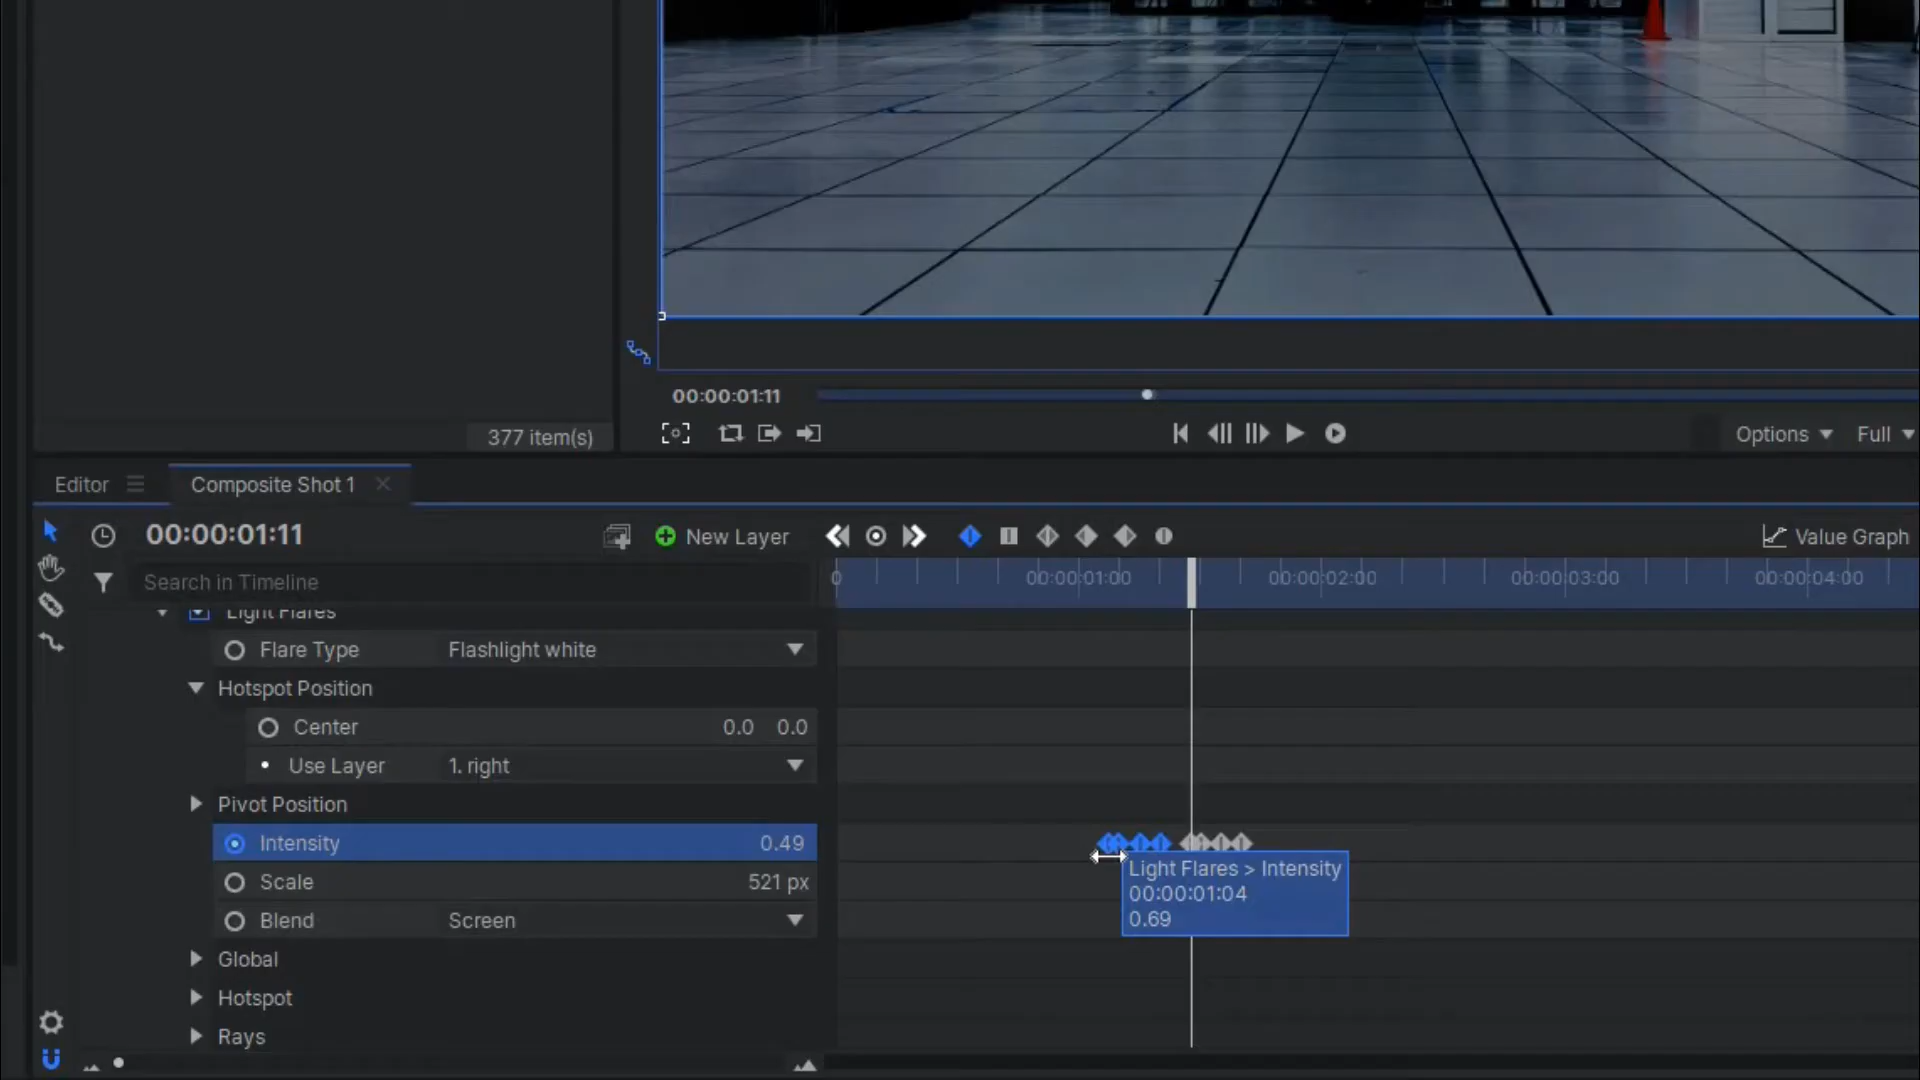 00:00:01:11
377 item(s)
Options
Full
Editor
Composite Shot 1
00:00:01:11
New Layer
Value Graph
Search in Timeline
0
00:00:01:00
00:00:02:00
00:00:03:00
00:00:04:00
Light Flares
Flare Type
Flashlight white
Hotspot Position
Center
0.0 0.0
Use Layer
1. right
Pivot Position
Intensity
0.49
Light Flares > Intensity
00:00:01:04
0.69
Scale
521 px
Blend
Screen
Global
Hotspot
Rays